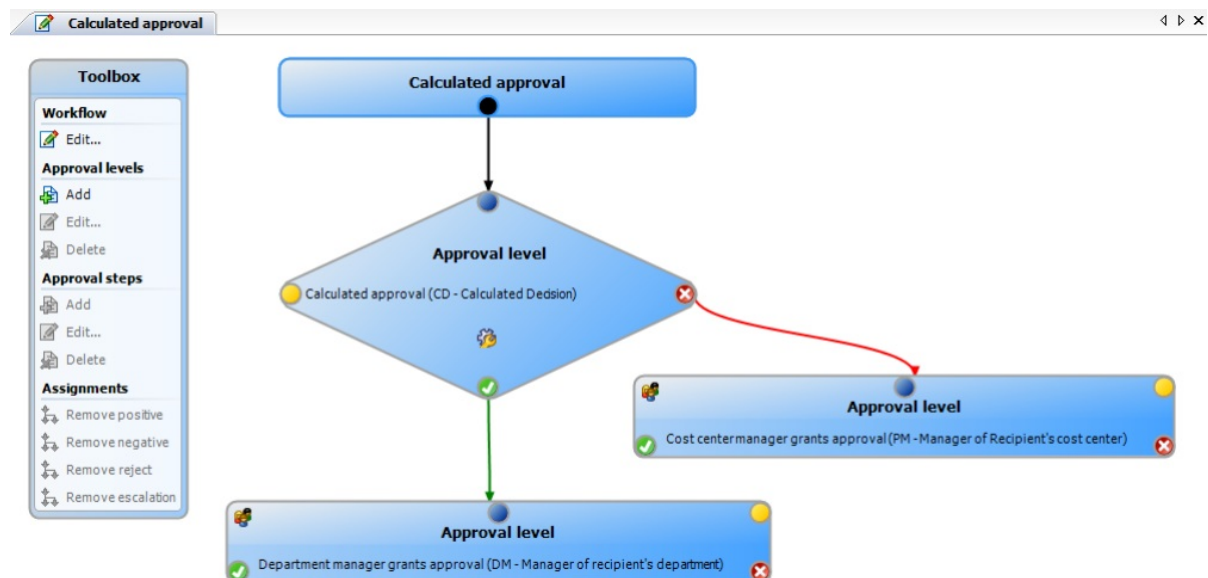 Calculated approval
Toolbox
Workflow
Edit...
Approval levels
Add
Edit...
Delete
Approval steps
Add
Edit...
Delete
Assignments
Remove positive
Remove negative
Remove reject
Remove escalation
Calculated approval
Approval level
Calculated approval (CD - Calculated Decision)
Approval level
Cost center manager grants approval (PM - Manager of Recipient's cost center)
Approval level
Department manager grants approval (DM - Manager of recipient's department)